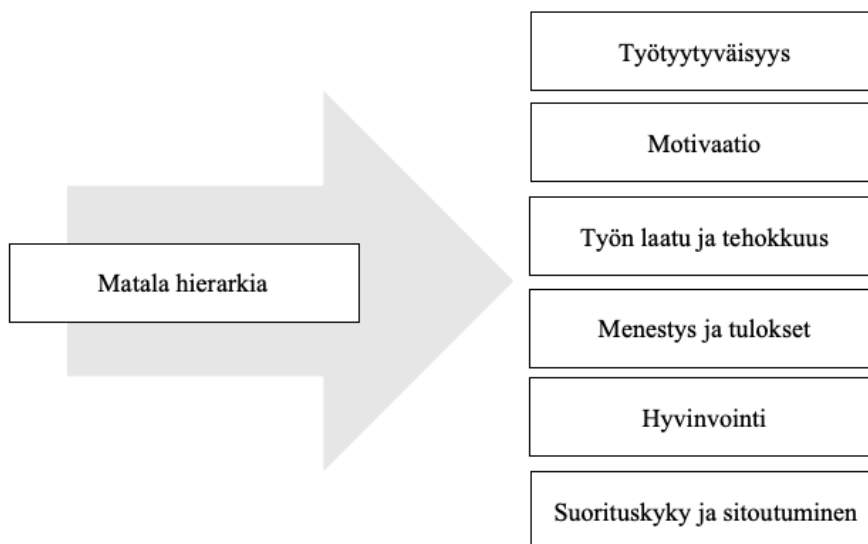 Työtyytyväisyys
Motivaatio
Työn laatu ja tehokkuus
Matala hierarkia
Menestys ja tulokset
Hyvinvointi
Suorituskyky ja sitoutuminen